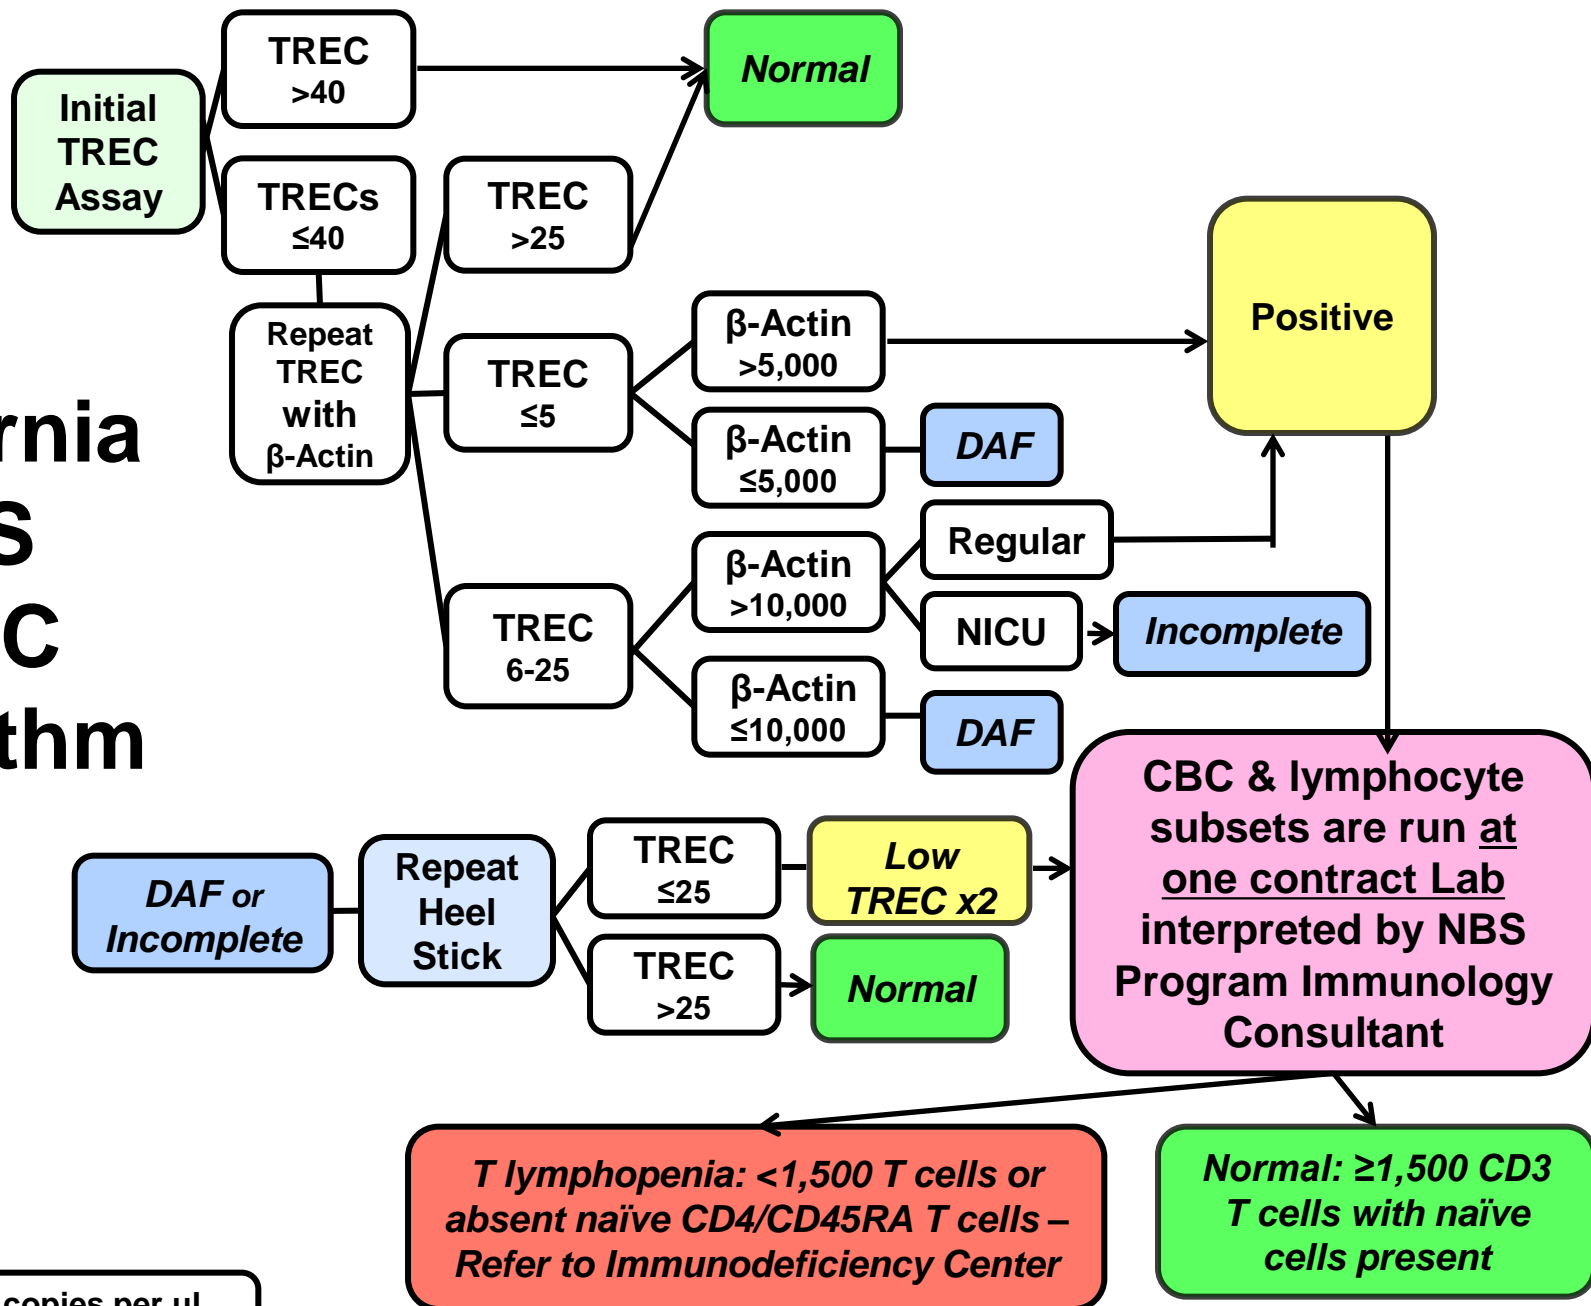 Initial
TREC
Assay
TREC
>40
TRECs
≤40
Normal
Repeat
TREC
with
β-Actin
TREC
>25
TREC
≤5
TREC
6-25
β-Actin
>5,000
β-Actin
≤5,000
β-Actin
>10,000
β-Actin
≤10,000
DAF
Regular
NICU
Incomplete
DAF
Positive
DAF or
Incomplete
Repeat
Heel
Stick
TREC
≤25
TREC
>25
Low
TREC x2
Normal
CBC & lymphocyte
subsets are run at
one contract Lab
interpreted by NBS
Program Immunology
Consultant
T lymphopenia: <1,500 T cells or
absent naïve CD4/CD45RA T cells –
Refer to Immunodeficiency Center
Normal: ≥1,500 CD3
T cells with naïve
cells present
copies per ul